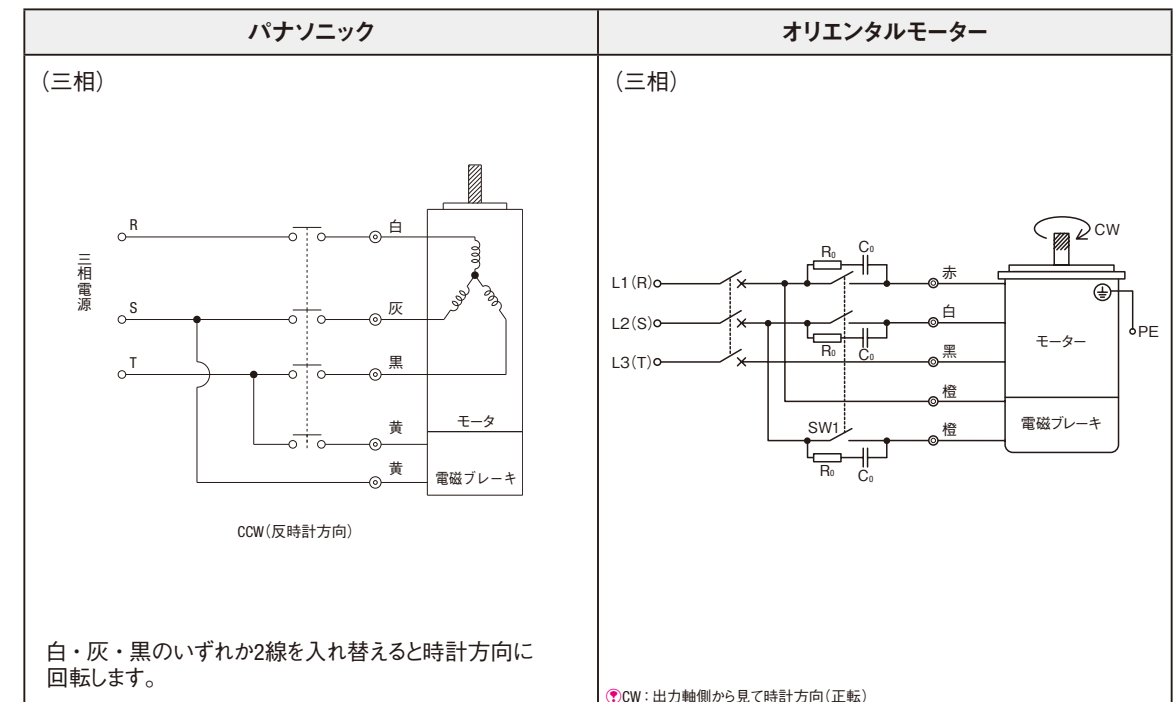 パナソニック
(三相)
R
白
三相電源
S
灰
T
黒
黄
モータ
黄
電磁ブレーキ
CCW(反時計方向)
白・灰・黒のいずれか2線を入れ替えると時計方向に
回転します。
オリエンタルモーター
(三相)
CW
R₀ C₀
L1(R)
赤
L2(S)
白
PE
R₀ C₀
モーター
L3(T)
黒
橙
SW1
橙
電磁ブレーキ
R₀ C₀
CW:出力軸側から見て時計方向(正転)